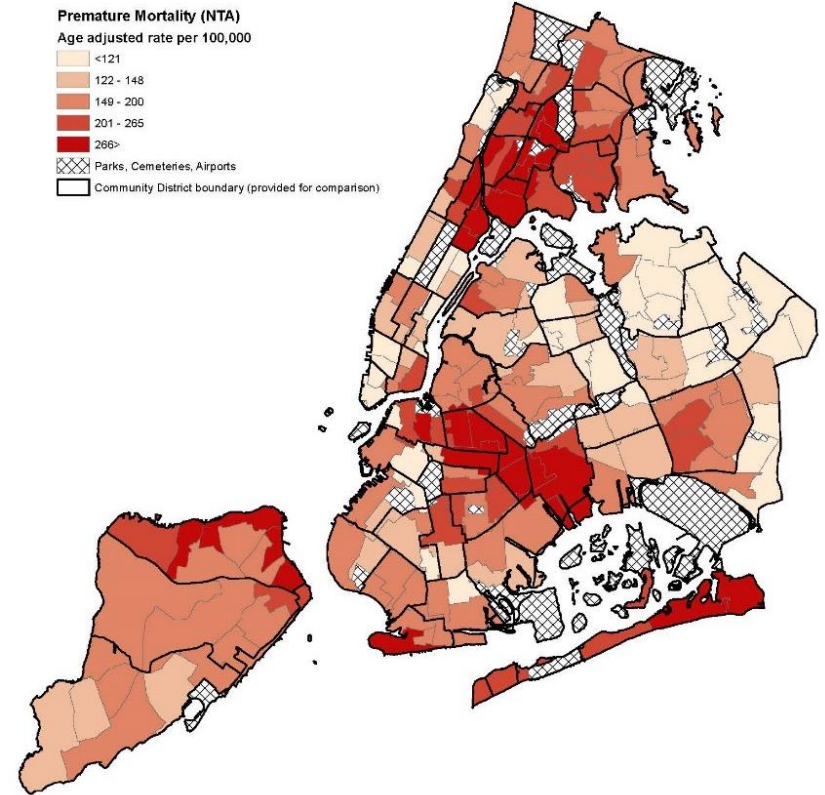 Premature Mortality (NTA)
Age adjusted rate per 100,000
<121
122 - 148
149 - 200
201 - 265
266>
Parks, Cemeteries, Airports
Community District boundary (provided for comparison)